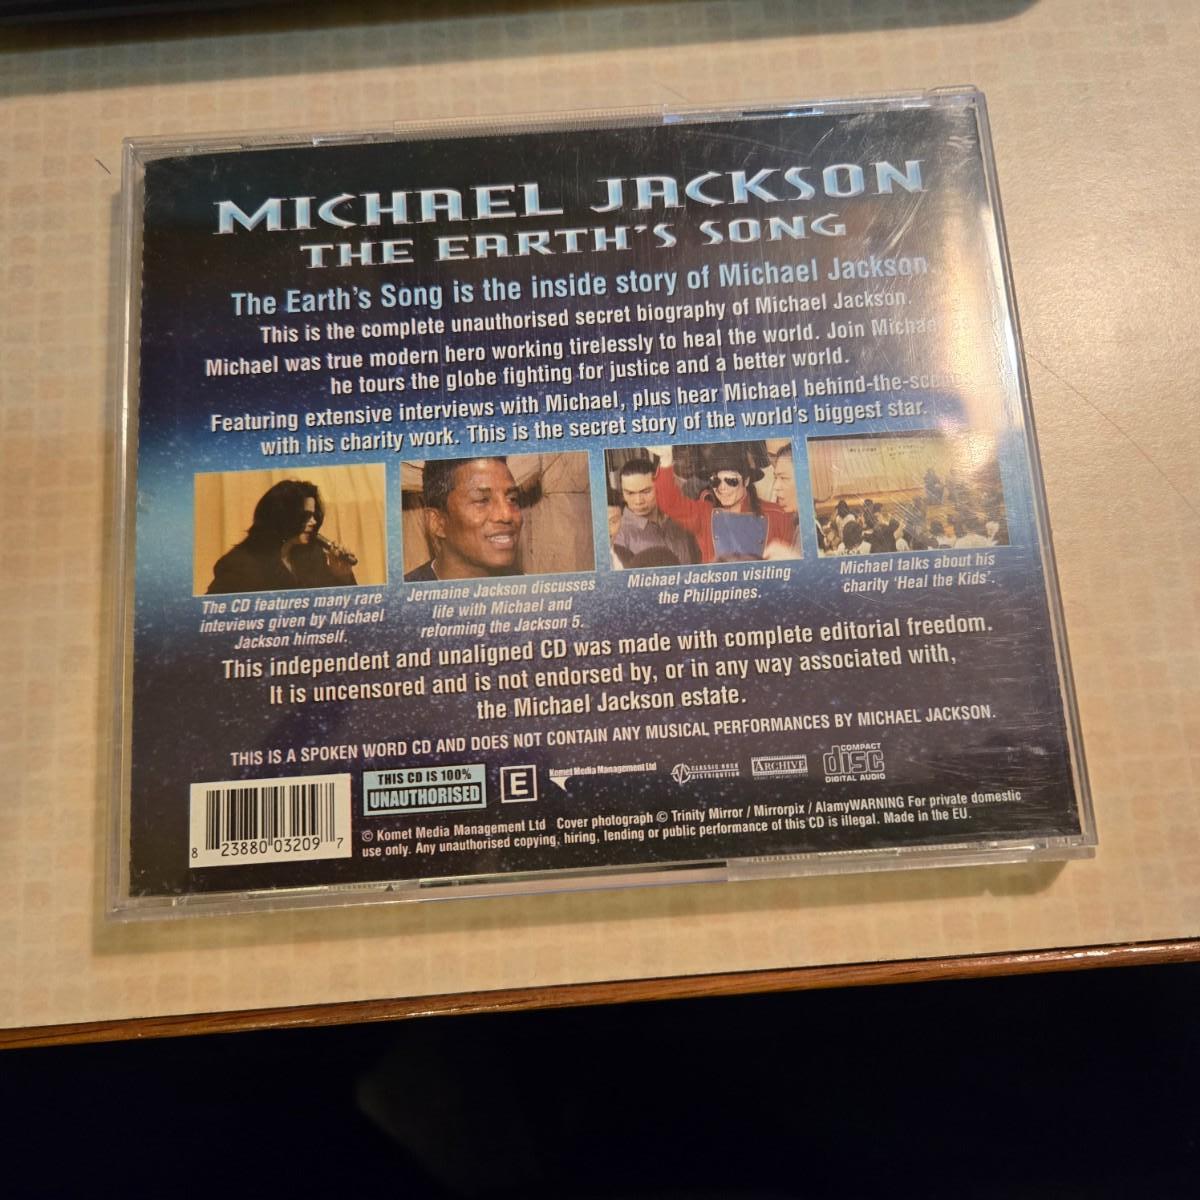 MICHAEL JACKSON
THE EARTH'S SONG
The Earth's Song is the inside story of Michael Jackson
This is the complete unauthorised secret biography of Michael Jackson.
Michael was true modern hero working tirelessly to heal the world. Join Michael
he tours the globe fighting for justice and a better world.
Featuring extensive interviews with Michael, plus hear Michael behind-the-scenes
with his charity work. This is the secret story of the world's biggest star.
The CD features many rare
inteviews given by Michael
Jackson himself.
Jermaine Jackson discusses
life with Michael and
reforming the Jackson 5.
Michael Jackson visiting
the Philippines.
Michael talks about his
charity 'Heal the Kids'.
This independent and unaligned CD was made with complete editorial freedom.
It is uncensored and is not endorsed by, or in any way associated with,
the Michael Jackson estate.
THIS IS A SPOKEN WORD CD AND DOES NOT CONTAIN ANY MUSICAL PERFORMANCES BY MICHAEL JACKSON.
8 23880 03209 7
THIS CD IS 100%
UNAUTHORISED
E
Komet Media Management Ltd
CLASSIC ROCK
DISTRIBUTION
ARCHIVE
COMPACT
disc
DIGITAL AUDIO
© Komet Media Management Ltd Cover photograph © Trinity Mirror / Mirrorpix / AlamyWARNING For private domestic
use only. Any unauthorised copying, hiring, lending or public performance of this CD is illegal. Made in the EU.